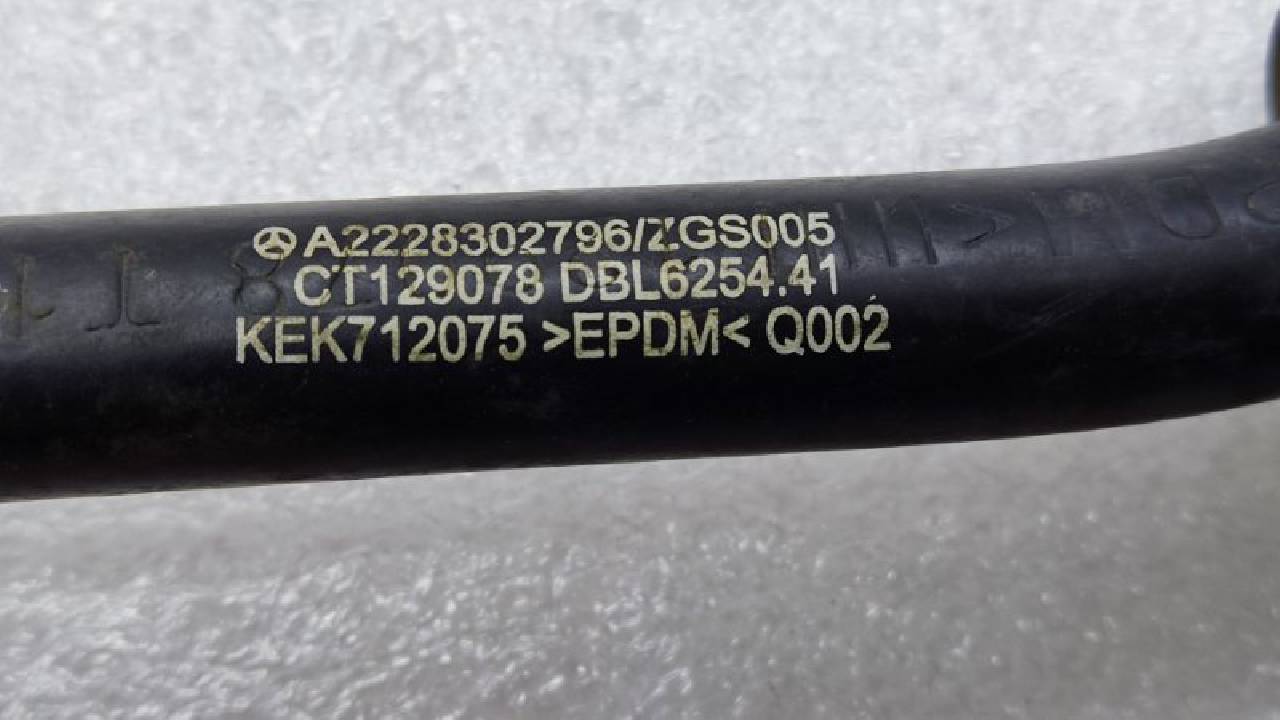 A2228302796/ZGS005
CT129078 DBL6254.41
KEK712075 >EPDM< Q002